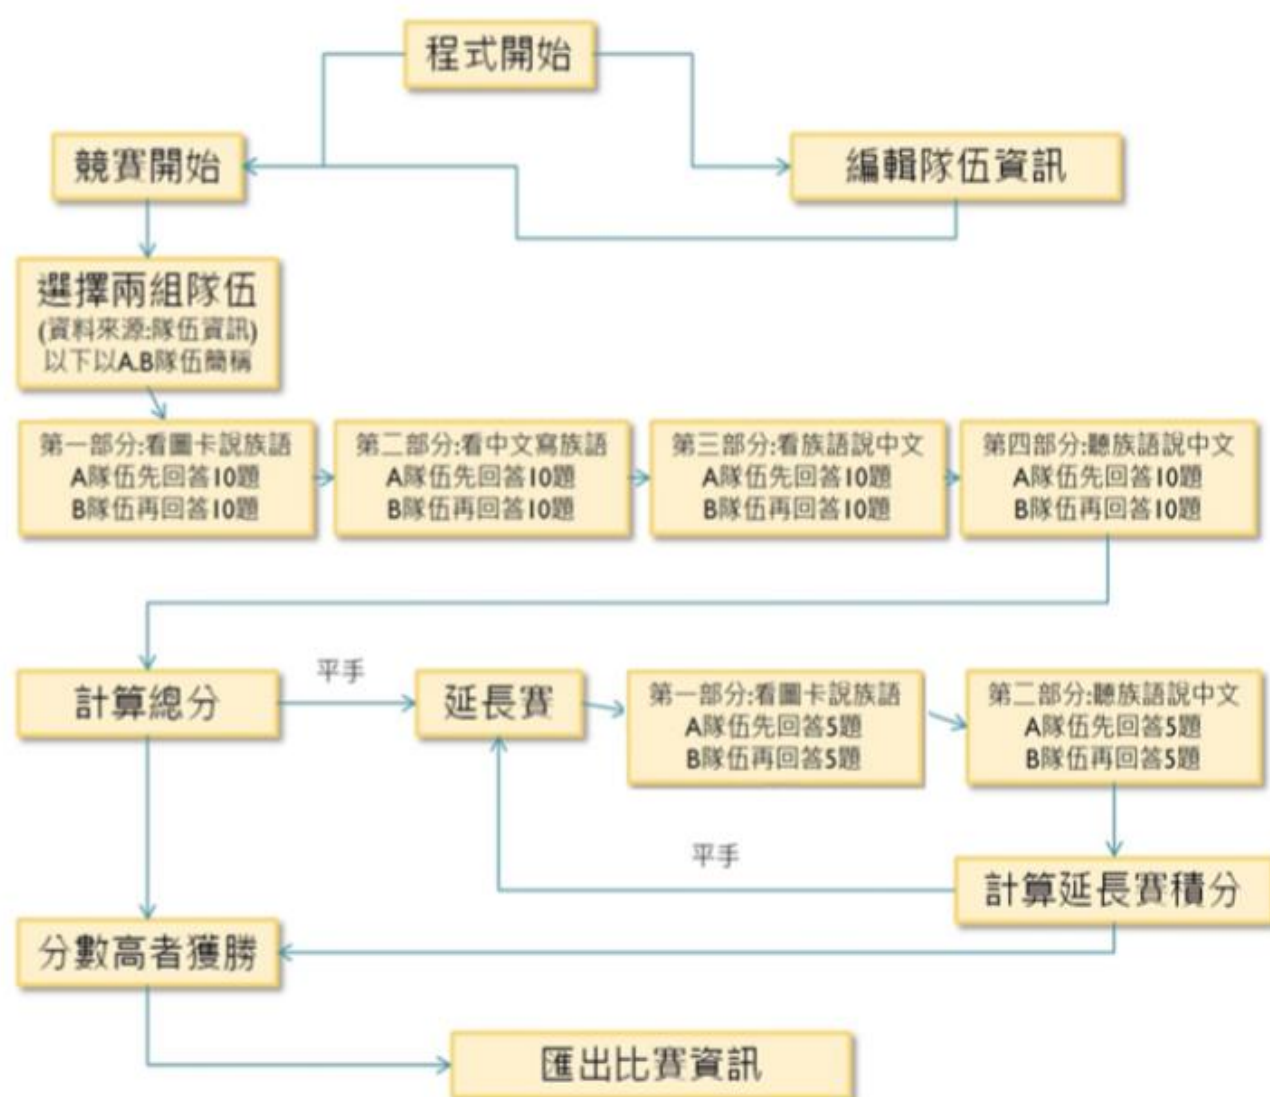 程式開始
競賽開始
編輯隊伍資訊
選擇兩組隊伍
(資料來源:隊伍資訊)
以下以A.B隊伍簡稱
第一部分:看圖卡說族語
A隊伍先回答10題
B隊伍再回答10題
第二部分:看中文寫族語
A隊伍先回答10題
B隊伍再回答10題
第三部分:看族語說中文
A隊伍先回答10題
B隊伍再回答10題
第四部分:聽族語說中文
A隊伍先回答10題
B隊伍再回答10題
計算總分
平手
延長賽
第一部分:看圖卡說族語
A隊伍先回答5題
B隊伍再回答5題
第二部分:聽族語說中文
A隊伍先回答5題
B隊伍再回答5題
平手
計算延長賽積分
分數高者獲勝
匯出比賽資訊